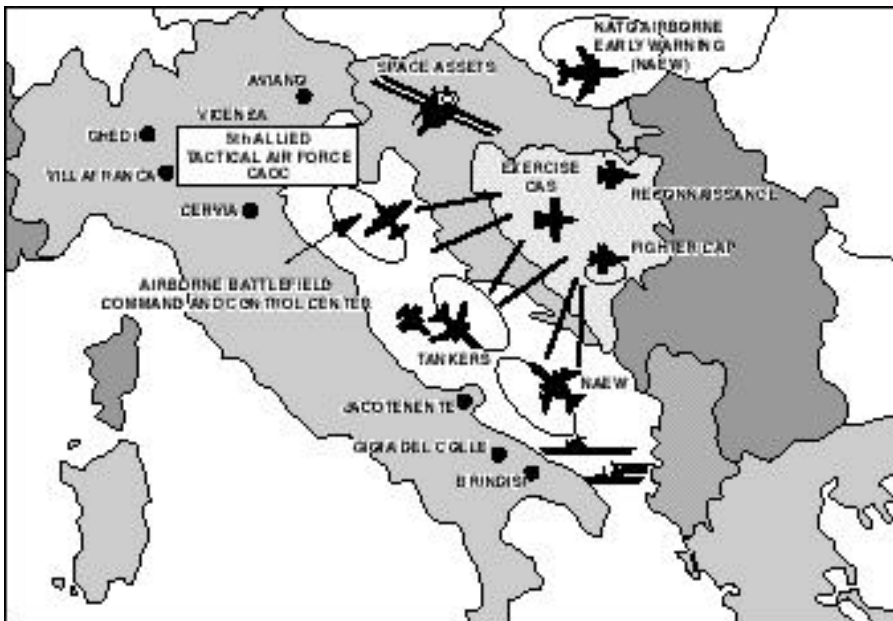 NATO AIRBORNE
EARLY WARNING
(NAEW)
SPACE ASSETS
AVIANO
VICENZA
GHEDI
5th ALLIED
TACTICAL AIR FORCE
CAOC
VILLAFRANCA
EXERCISE
CAS
RECONNAISSANCE
CERVIA
FIGHTER CAP
AIRBORNE BATTLEFIELD
COMMAND AND CONTROL CENTER
TANKERS
NAEW
JACOTENENTE
GIOIA DEL COLLE
BRINDISI